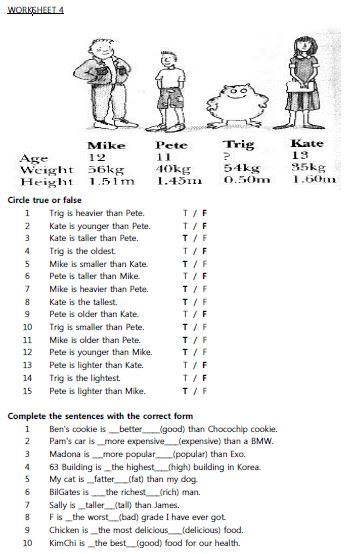 WORKSHEET 4
Mike Pete Trig Kate
Age 12 11 ? 13
Weight 56kg 40kg 54kg 35kg
Height 1.51m 1.45m 0.50m 1.60m
Circle true or false
1 Trig is heavier than Pete. T / F
2 Kate is younger than Pete. T / F
3 Kate is taller than Pete. T / F
4 Trig is the oldest. T / F
5 Mike is smaller than Kate. T / F
6 Pete is taller than Mike. T / F
7 Mike is heavier than Pete. T / F
8 Kate is the tallest. T / F
9 Pete is older than Kate. T / F
10 Trig is smaller than Pete. T / F
11 Mike is older than Pete. T / F
12 Pete is younger than Mike. T / F
13 Pete is lighter than Kate. T / F
14 Trig is the lightest. T / F
15 Pete is lighter than Mike. T / F
Complete the sentences with the correct form
1 Ben's cookie is __better____(good) than Chocochip cookie.
2 Pam's car is _more expensive____(expensive) than a BMW.
3 Madona is ___more popular____(popular) than Exo.
4 63 Building is __the highest____(high) building in Korea.
5 My cat is _fatter___(fat) than my dog.
6 BilGates is ___the richest___(rich) man.
7 Sally is _taller___(tall) than James.
8 F is _the worst__(bad) grade I have ever got.
9 Chicken is __the most delicious___(delicious) food.
10 KimChi is __the best__(good) food for our health.